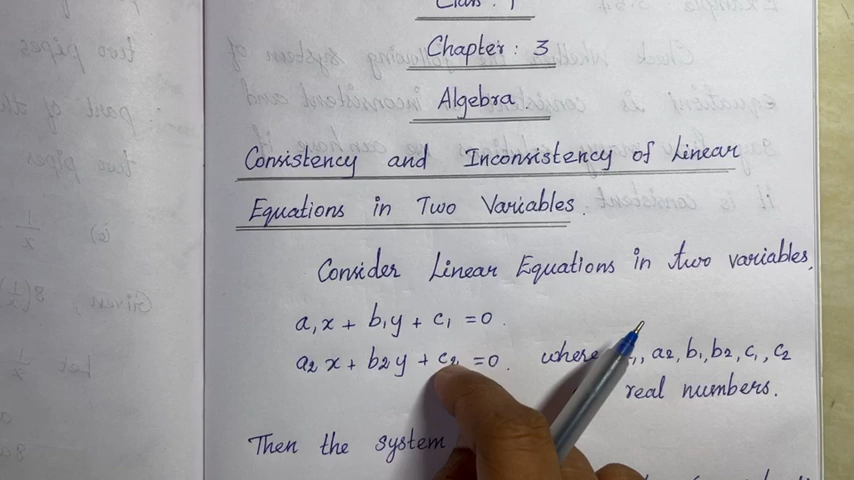 Chapter : 3
Algebra
Consistency and Inconsistency of Linear
Equations in Two Variables.
Consider Linear Equations in two variables,
a₁x + b₁y + c₁ = 0.
a₂x + b₂y + c₂ = 0. where a₁, a₂, b₁, b₂, c₁, c₂
real numbers.
Then the system